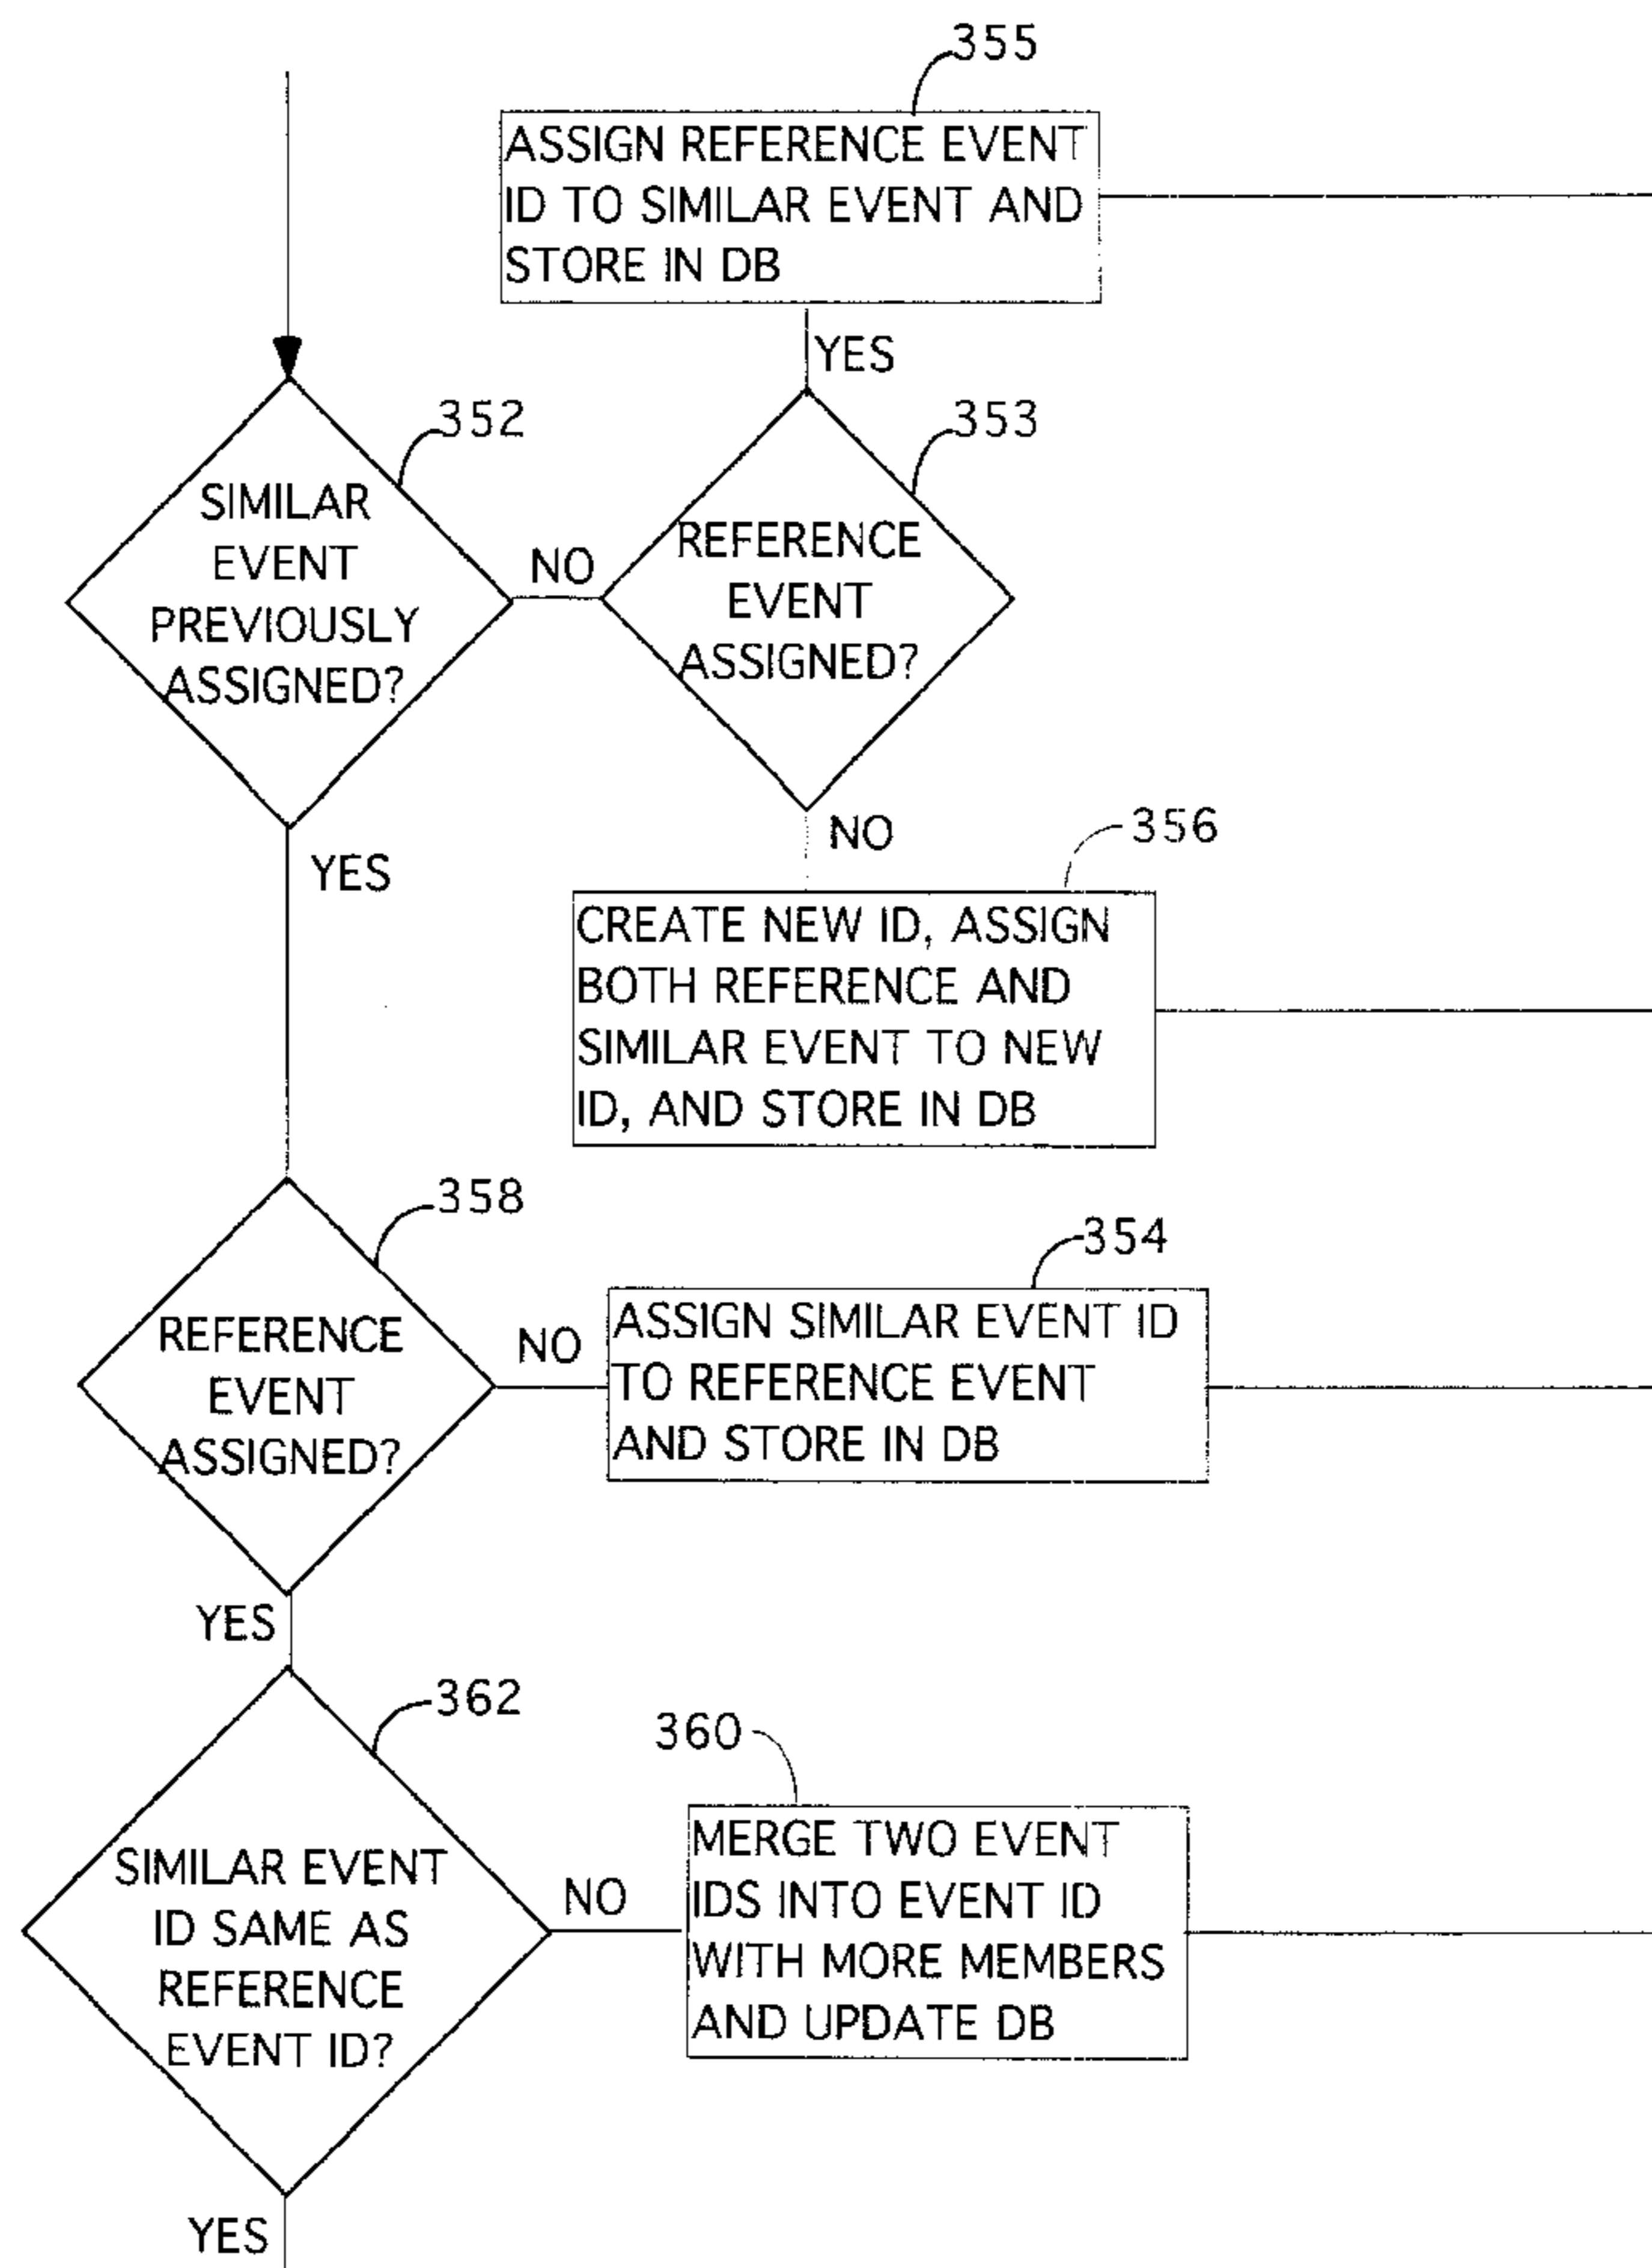 355
ASSIGN REFERENCE EVENT
ID TO SIMILAR EVENT AND
STORE IN DB
YES
352
SIMILAR
EVENT
PREVIOUSLY
ASSIGNED?
NO
353
REFERENCE
EVENT
ASSIGNED?
YES
NO
356
CREATE NEW ID, ASSIGN
BOTH REFERENCE AND
SIMILAR EVENT TO NEW
ID, AND STORE IN DB
358
REFERENCE
EVENT
ASSIGNED?
NO
354
ASSIGN SIMILAR EVENT ID
TO REFERENCE EVENT
AND STORE IN DB
YES
362
SIMILAR EVENT
ID SAME AS
REFERENCE
EVENT ID?
NO
360
MERGE TWO EVENT
IDS INTO EVENT ID
WITH MORE MEMBERS
AND UPDATE DB
YES